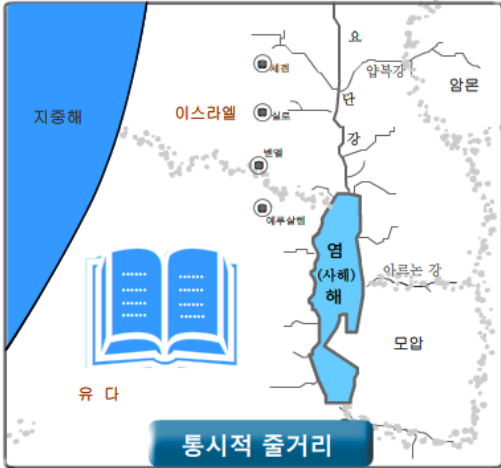 요
세겜
얍복강
암몬
지중해
이스라엘
실로
단
강
벧엘
예루살렘
염
(사해)
해
아르논 강
모압
유 다
통시적 줄거리